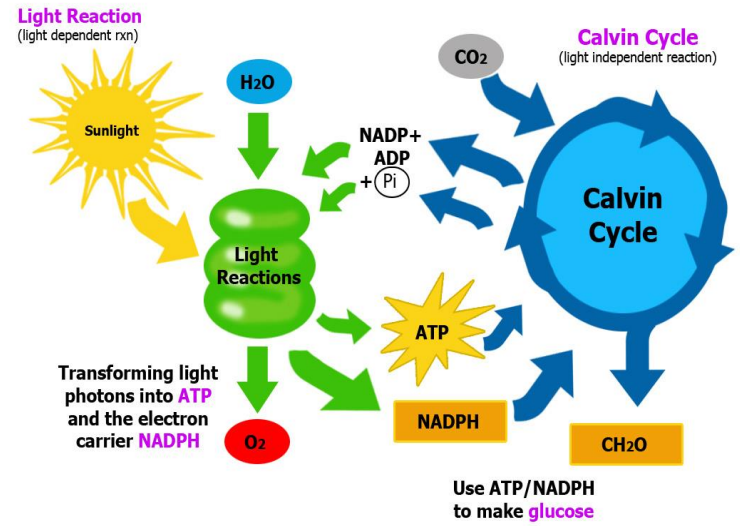 Light Reaction
(light dependent rxn)
Sunlight
H2O
CO2
Calvin Cycle
(light independent reaction)
NADP+
ADP
+ Pi
Calvin
Cycle
Light
Reactions
ATP
Transforming light
photons into ATP
and the electron
carrier NADPH
O2
NADPH
CH2O
Use ATP/NADPH
to make glucose